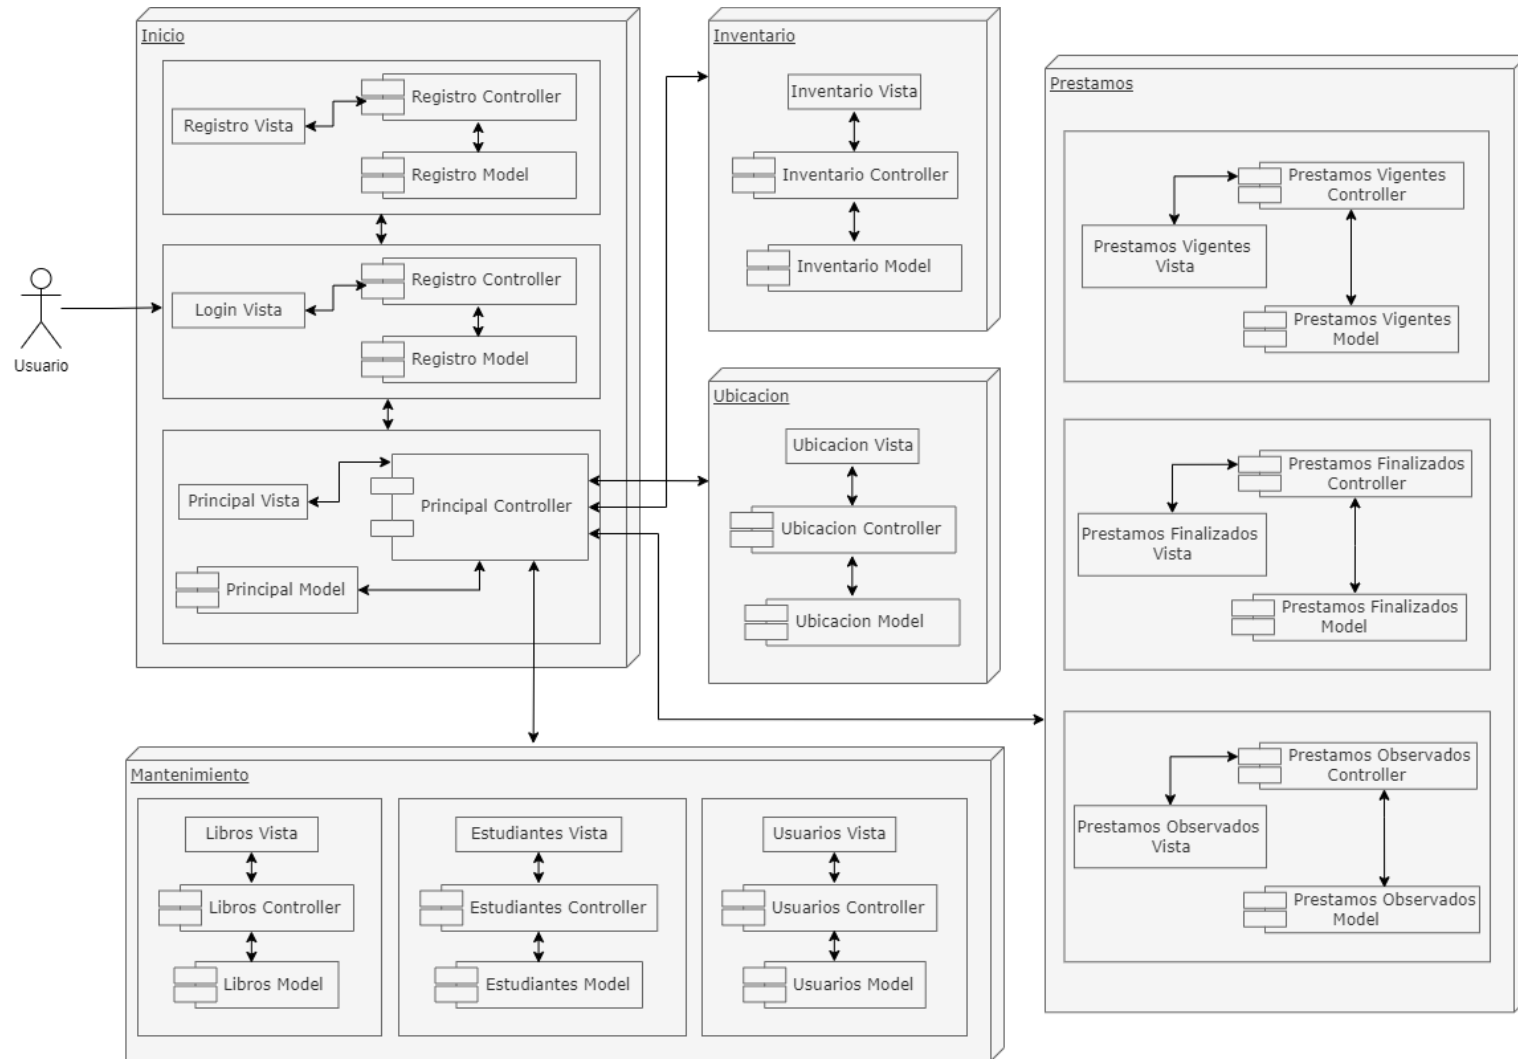 Usuario
Inicio
Registro Vista
Registro Controller
Registro Model
Login Vista
Registro Controller
Registro Model
Principal Vista
Principal Controller
Principal Model
Inventario
Inventario Vista
Inventario Controller
Inventario Model
Ubicacion
Ubicacion Vista
Ubicacion Controller
Ubicacion Model
Prestamos
Prestamos Vigentes
Controller
Prestamos Vigentes
Vista
Prestamos Vigentes
Model
Prestamos Finalizados
Controller
Prestamos Finalizados
Vista
Prestamos Finalizados
Model
Prestamos Observados
Controller
Prestamos Observados
Vista
Prestamos Observados
Model
Mantenimiento
Libros Vista
Libros Controller
Libros Model
Estudiantes Vista
Estudiantes Controller
Estudiantes Model
Usuarios Vista
Usuarios Controller
Usuarios Model